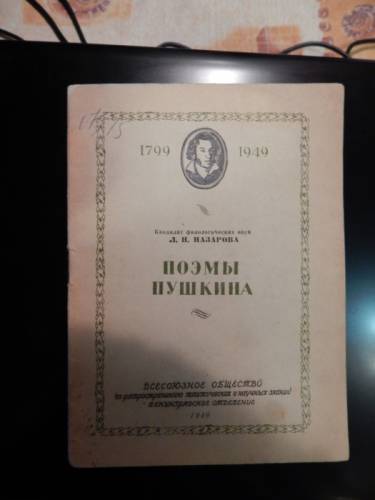 1799 1949
Кандидат филологических наук
Л. Н. НАЗАРОВА
ПОЭМЫ
ПУШКИНА
ВСЕСОЮЗНОЕ ОБЩЕСТВО
по распространению политических и научных знаний
ЛЕНИНГРАДСКОЕ ОТДЕЛЕНИЕ
1949